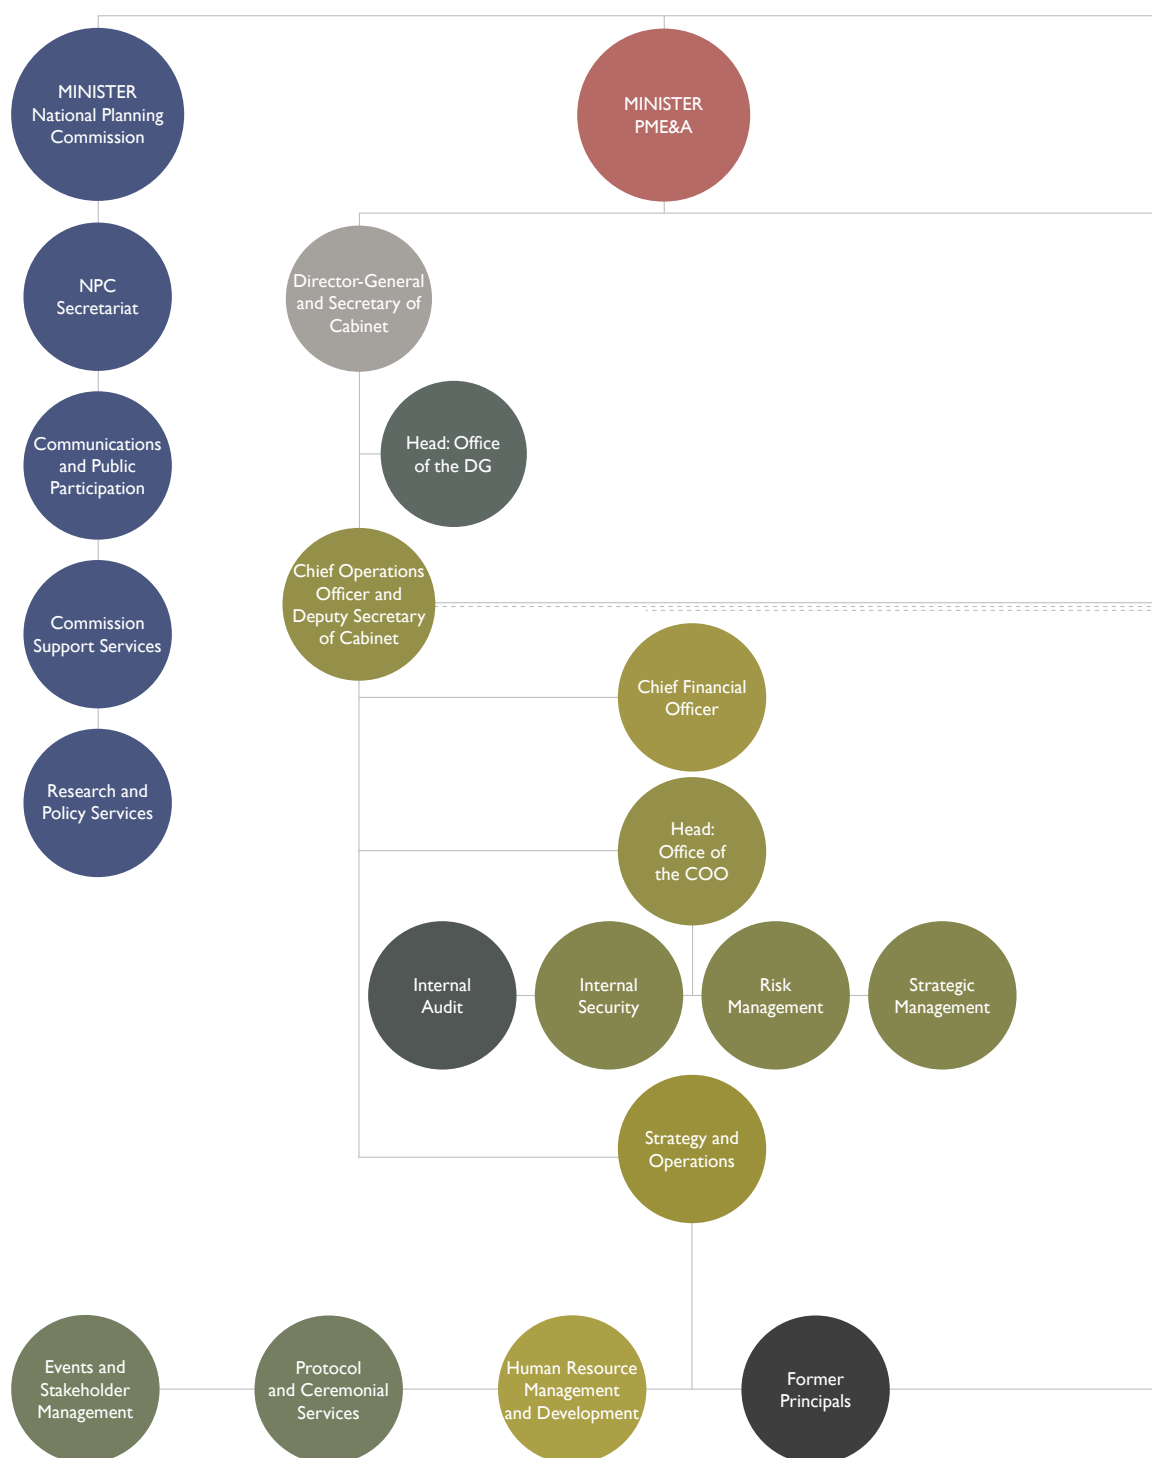 MINISTER
National Planning
Commission
MINISTER
PME&A
NPC
Secretariat
Director-General
and Secretary of
Cabinet
Communications
and Public
Participation
Head: Office
of the DG
Chief Operations
Officer and
Deputy Secretary
of Cabinet
Commission
Support Services
Chief Financial
Officer
Research and
Policy Services
Head:
Office of
the COO
Internal
Audit
Internal
Security
Risk
Management
Strategic
Management
Strategy and
Operations
Events and
Stakeholder
Management
Protocol
and Ceremonial
Services
Human Resource
Management
and Development
Former
Principals